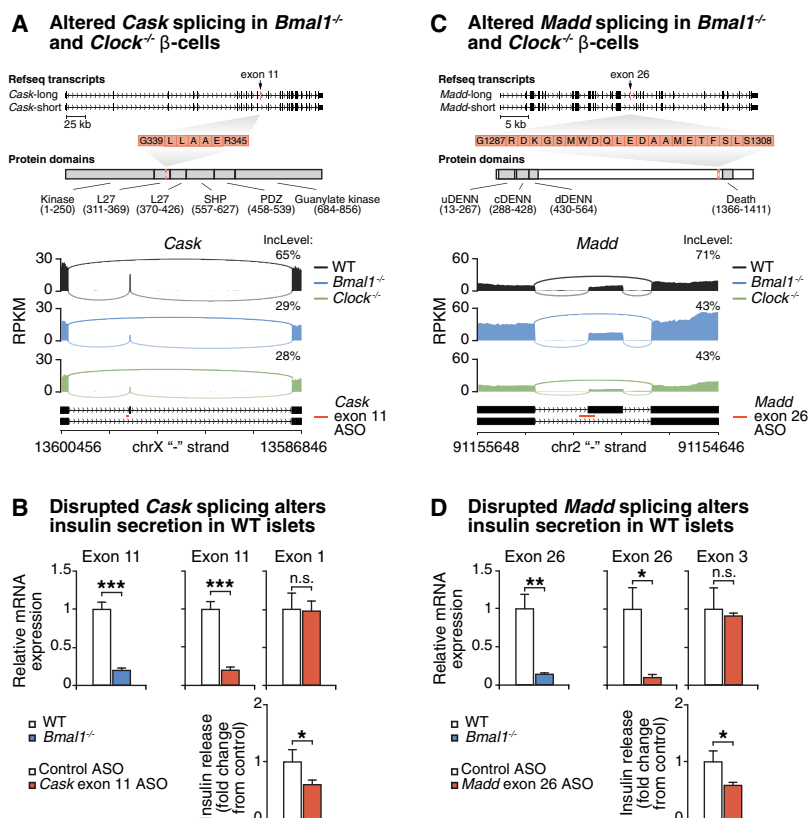 A Altered Cask splicing in Bmal1-/-
and Clock-/- β-cells
exon 11
Refseq transcripts
Cask-long
Cask-short
25 kb
G339 L L A A E R345
Protein domains
Kinase L27 L27 SHP PDZ Guanylate kinase
(1-250) (311-369) (370-426) (557-627) (458-539) (684-856)
Cask IncLevel:
65%
30
0
WT
Bmal1-/-
Clock-/-
29%
30
0
RPKM
28%
30
0
Cask
exon 11
ASO
13600456 chrX “-” strand 13586846
C Altered Madd splicing in Bmal1-/-
and Clock-/- β-cells
exon 26
Refseq transcripts
Madd-long
Madd-short
5 kb
G1287 R D K G S M W D Q L E D A A M E T F S L S1308
Protein domains
uDENN cDENN dDENN Death
(13-267) (288-428) (430-564) (1366-1411)
Madd IncLevel:
71%
60
0
WT
Bmal1-/-
Clock-/-
43%
60
0
RPKM
43%
60
0
Madd
exon 26
ASO
91155648 chr2 “-” strand 91154646
B Disrupted Cask splicing alters
insulin secretion in WT islets
Exon 11 Exon 11 Exon 1
Relative mRNA
expression
1.5
1
0.5
0
*** *** n.s.
WT
Bmal1-/-
Control ASO
Cask exon 11 ASO
Insulin release
(fold change
from control)
2
1
0
*
D Disrupted Madd splicing alters
insulin secretion in WT islets
Exon 26 Exon 26 Exon 3
Relative mRNA
expression
1.5
1
0.5
0
** * n.s.
WT
Bmal1-/-
Control ASO
Madd exon 26 ASO
Insulin release
(fold change
from control)
2
1
0
*